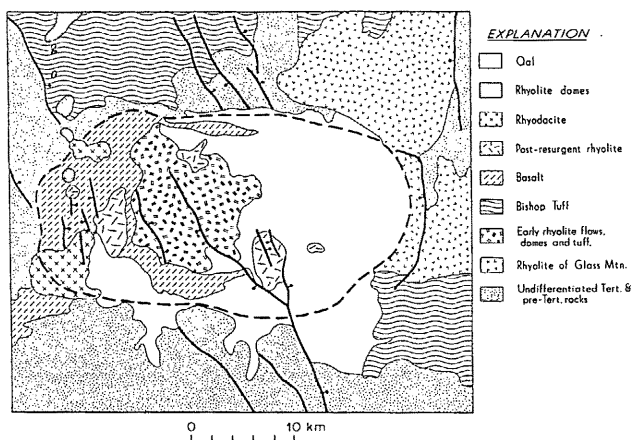 EXPLANATION
Qal
Rhyolite domes
Rhyodacite
Post-resurgent rhyolite
Basalt
Bishop Tuff
Early rhyolite flows,
domes and tuff.
Rhyolite of Glass Mtn.
Undifferentiated Tert. &
pre-Tert. rocks
0 10 km